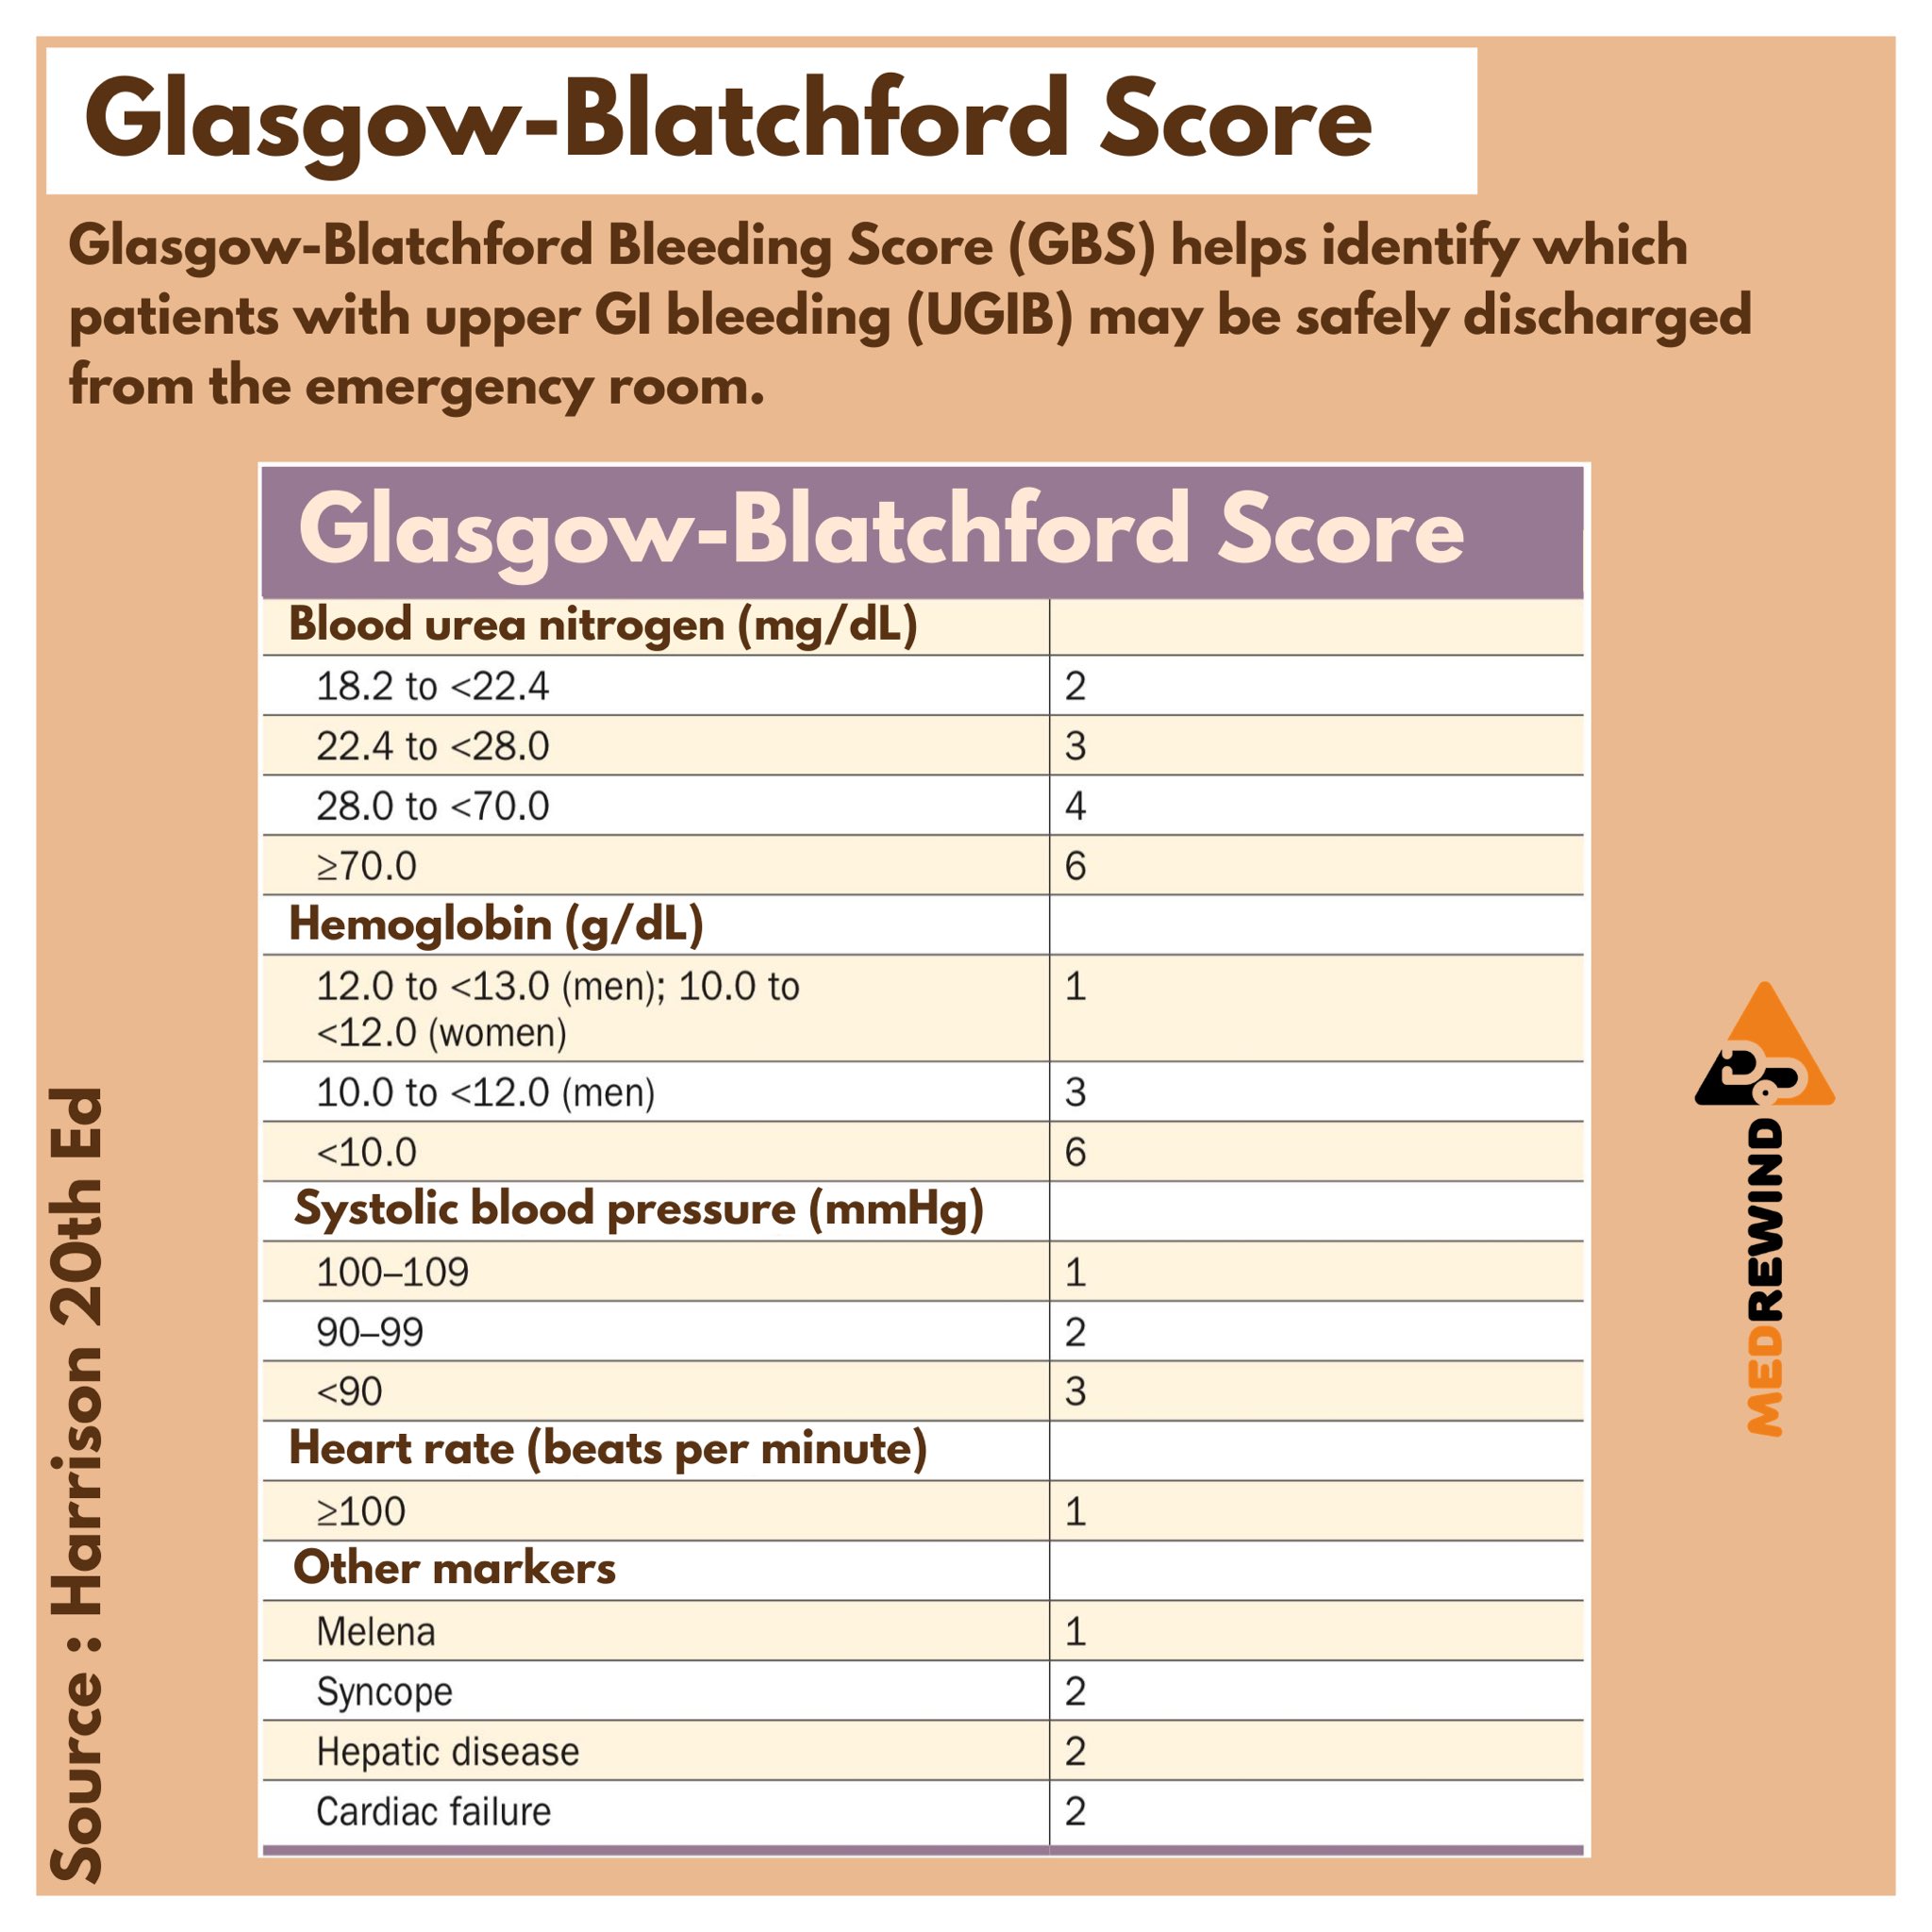 Glasgow-Blatchford Score
Glasgow-Blatchford Bleeding Score (GBS) helps identify which
patients with upper GI bleeding (UGIB) may be safely discharged
from the emergency room.
Glasgow-Blatchford Score
Blood urea nitrogen (mg/dL)
18.2 to <22.4 2
22.4 to <28.0 3
28.0 to <70.0 4
≥70.0 6
Hemoglobin (g/dL)
12.0 to <13.0 (men); 10.0 to 1
<12.0 (women)
10.0 to <12.0 (men) 3
<10.0 6
Systolic blood pressure (mmHg)
100–109 1
90–99 2
<90 3
Heart rate (beats per minute)
≥100 1
Other markers
Melena 1
Syncope 2
Hepatic disease 2
Cardiac failure 2
Source : Harrison 20th Ed
MEDREWIND